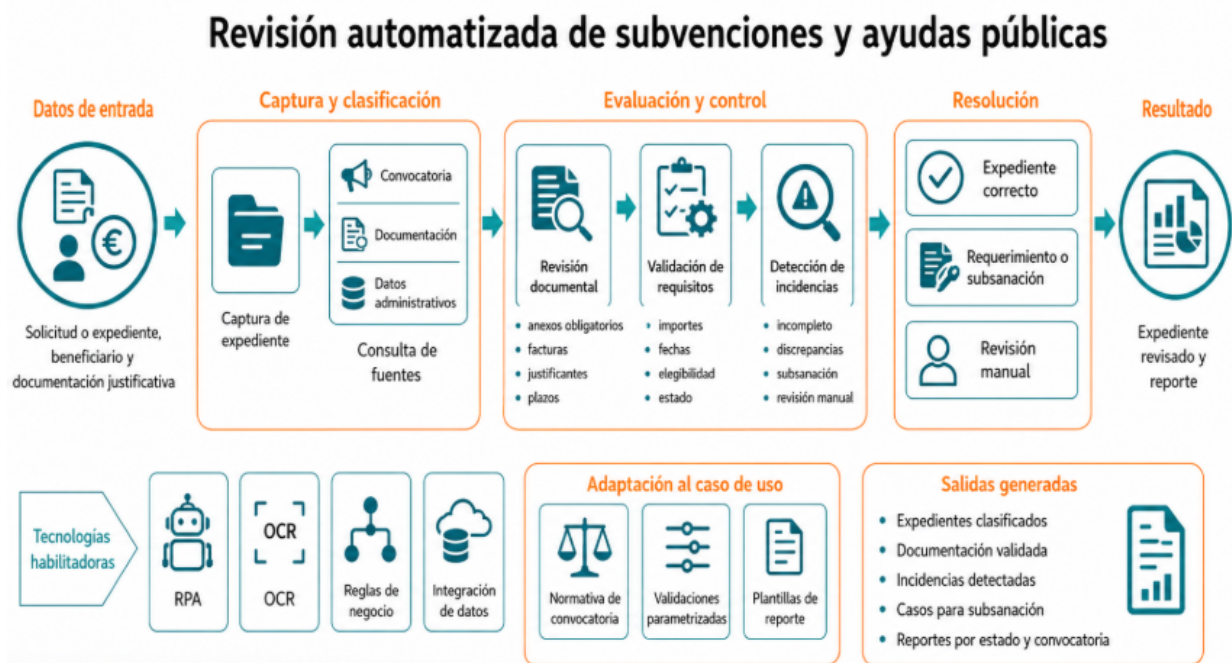 Revisión automatizada de subvenciones y ayudas públicas
Datos de entrada
€
Solicitud o expediente,
beneficiario y
documentación justificativa
Captura y clasificación
Captura de
expediente
Convocatoria
Documentación
Datos
administrativos
Consulta de
fuentes
Evaluación y control
Revisión
documental
• anexos obligatorios
• facturas
• justificantes
• plazos
Validación de
requisitos
• importes
• fechas
• elegibilidad
• estado
Detección de
incidencias
• incompleto
• discrepancias
• subsanación
• revisión manual
Resolución
Expediente
correcto
Requerimiento o
subsanación
Revisión
manual
Resultado
Expediente
revisado y
reporte
Tecnologías
habilitadoras
RPA
OCR
OCR
Reglas de
negocio
Integración
de datos
Adaptación al caso de uso
Normativa de
convocatoria
Validaciones
parametrizadas
Plantillas de
reporte
Salidas generadas
• Expedientes clasificados
• Documentación validada
• Incidencias detectadas
• Casos para subsanación
• Reportes por estado y convocatoria